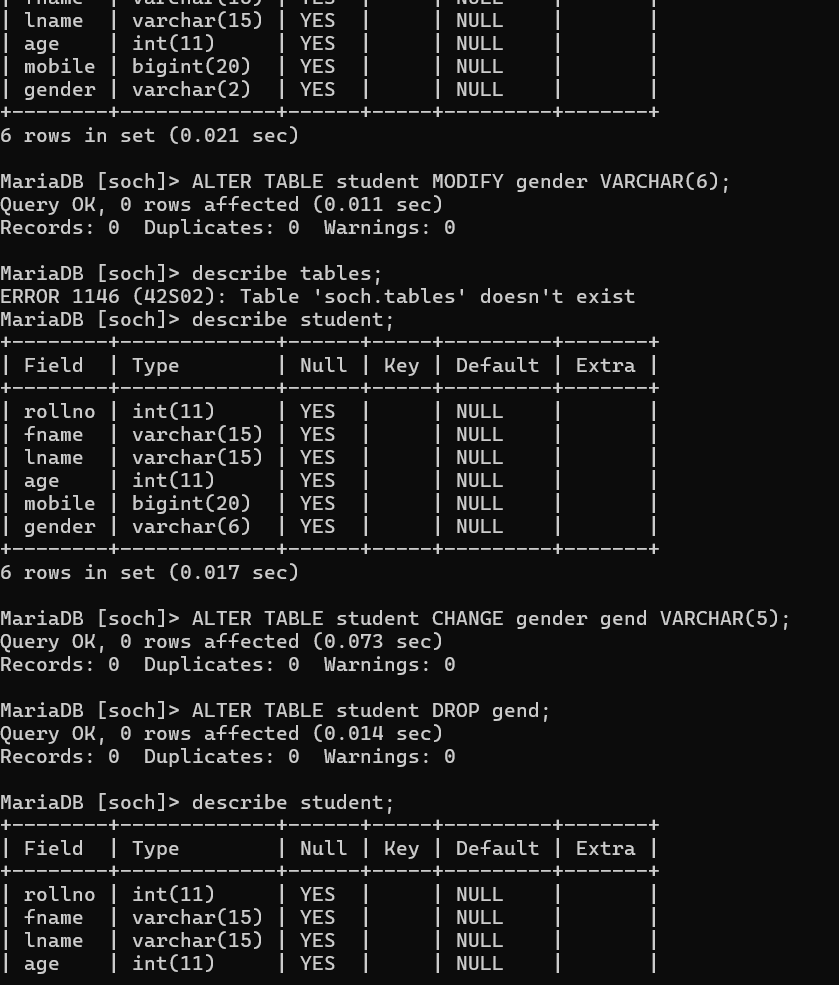 | lname  | varchar(15) | YES  |     | NULL    |       |
| age    | int(11)     | YES  |     | NULL    |       |
| mobile | bigint(20)  | YES  |     | NULL    |       |
| gender | varchar(2)  | YES  |     | NULL    |       |
+--------+-------------+------+-----+---------+-------+
6 rows in set (0.021 sec)

MariaDB [soch]> ALTER TABLE student MODIFY gender VARCHAR(6);
Query OK, 0 rows affected (0.011 sec)
Records: 0  Duplicates: 0  Warnings: 0

MariaDB [soch]> describe tables;
ERROR 1146 (42S02): Table 'soch.tables' doesn't exist
MariaDB [soch]> describe student;
+--------+-------------+------+-----+---------+-------+
| Field  | Type        | Null | Key | Default | Extra |
+--------+-------------+------+-----+---------+-------+
| rollno | int(11)     | YES  |     | NULL    |       |
| fname  | varchar(15) | YES  |     | NULL    |       |
| lname  | varchar(15) | YES  |     | NULL    |       |
| age    | int(11)     | YES  |     | NULL    |       |
| mobile | bigint(20)  | YES  |     | NULL    |       |
| gender | varchar(6)  | YES  |     | NULL    |       |
+--------+-------------+------+-----+---------+-------+
6 rows in set (0.017 sec)

MariaDB [soch]> ALTER TABLE student CHANGE gender gend VARCHAR(5);
Query OK, 0 rows affected (0.073 sec)
Records: 0  Duplicates: 0  Warnings: 0

MariaDB [soch]> ALTER TABLE student DROP gend;
Query OK, 0 rows affected (0.014 sec)
Records: 0  Duplicates: 0  Warnings: 0

MariaDB [soch]> describe student;
+--------+-------------+------+-----+---------+-------+
| Field  | Type        | Null | Key | Default | Extra |
+--------+-------------+------+-----+---------+-------+
| rollno | int(11)     | YES  |     | NULL    |       |
| fname  | varchar(15) | YES  |     | NULL    |       |
| lname  | varchar(15) | YES  |     | NULL    |       |
| age    | int(11)     | YES  |     | NULL    |       |